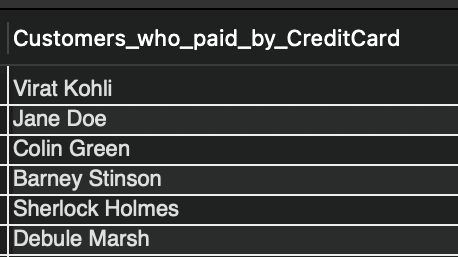 Customers_who_paid_by_CreditCard
Virat Kohli
Jane Doe
Colin Green
Barney Stinson
Sherlock Holmes
Debule Marsh